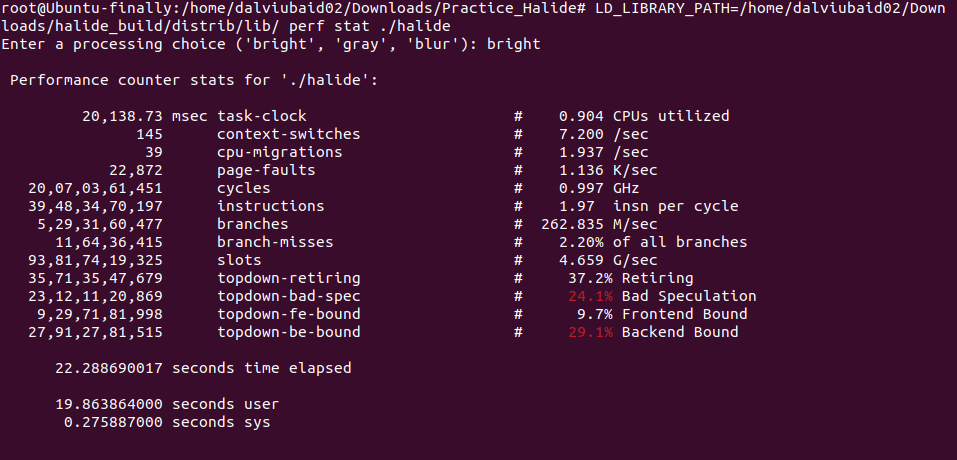 root@Ubuntu-finally:/home/dalviubaid02/Downloads/Practice_Halide# LD_LIBRARY_PATH=/home/dalviubaid02/Down
loads/halide_build/distrib/lib/ perf stat ./halide
Enter a processing choice ('bright', 'gray', 'blur'): bright
Performance counter stats for './halide':
20,138.73 msec task-clock # 0.904 CPUs utilized
145 context-switches # 7.200 /sec
39 cpu-migrations # 1.937 /sec
22,872 page-faults # 1.136 K/sec
20,07,03,61,451 cycles # 0.997 GHz
39,48,34,70,197 instructions # 1.97 insn per cycle
5,29,31,60,477 branches # 262.835 M/sec
11,64,36,415 branch-misses # 2.20% of all branches
93,81,74,19,325 slots # 4.659 G/sec
35,71,35,47,679 topdown-retiring # 37.2% Retiring
23,12,11,20,869 topdown-bad-spec # 24.1% Bad Speculation
9,29,71,81,998 topdown-fe-bound # 9.7% Frontend Bound
27,91,27,81,515 topdown-be-bound # 29.1% Backend Bound
22.288690017 seconds time elapsed
19.863864000 seconds user
0.275887000 seconds sys